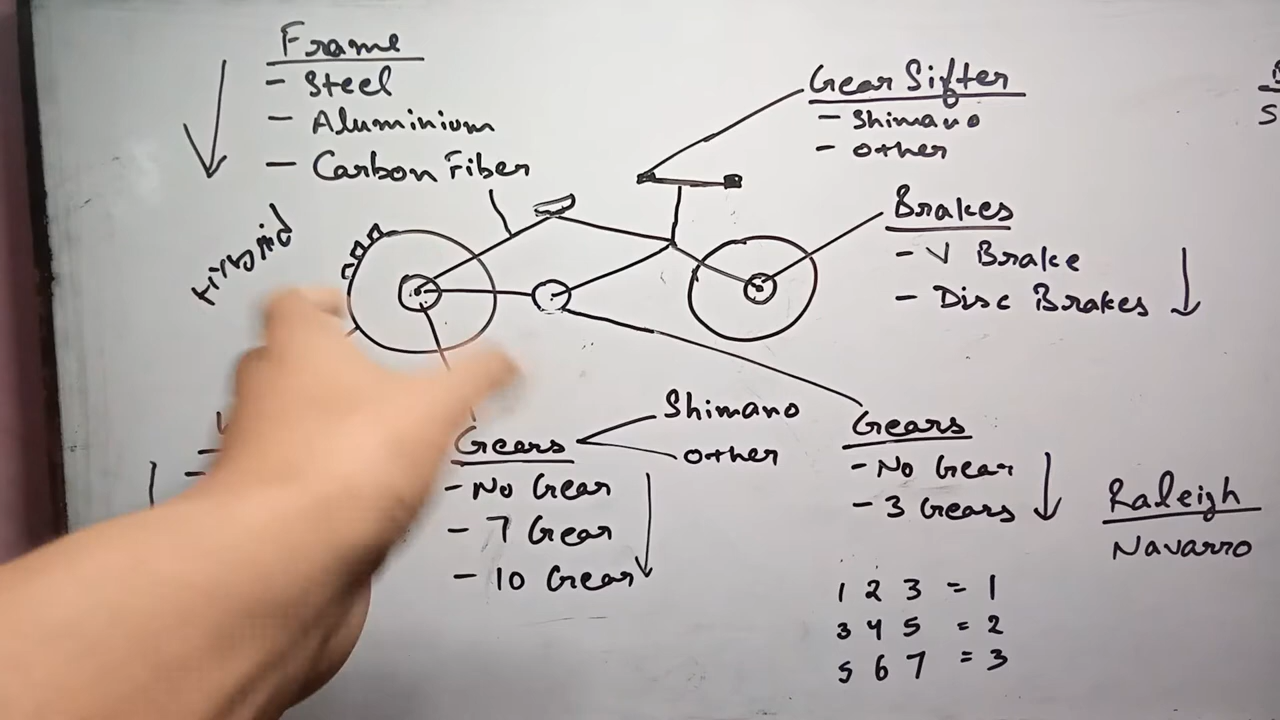 Frame
- Steel
- Aluminium
- Carbon Fiber
Gear Sifter
- Shimano
- Other
Brakes
- V Brake
- Disc Brakes
Gears
- No Gear
- 7 Gear
- 10 Gear
Shimano
Other
Gears
- No Gear
- 3 Gears
1 2 3 = 1
3 4 5 = 2
5 6 7 = 3
Raleigh
Navarro